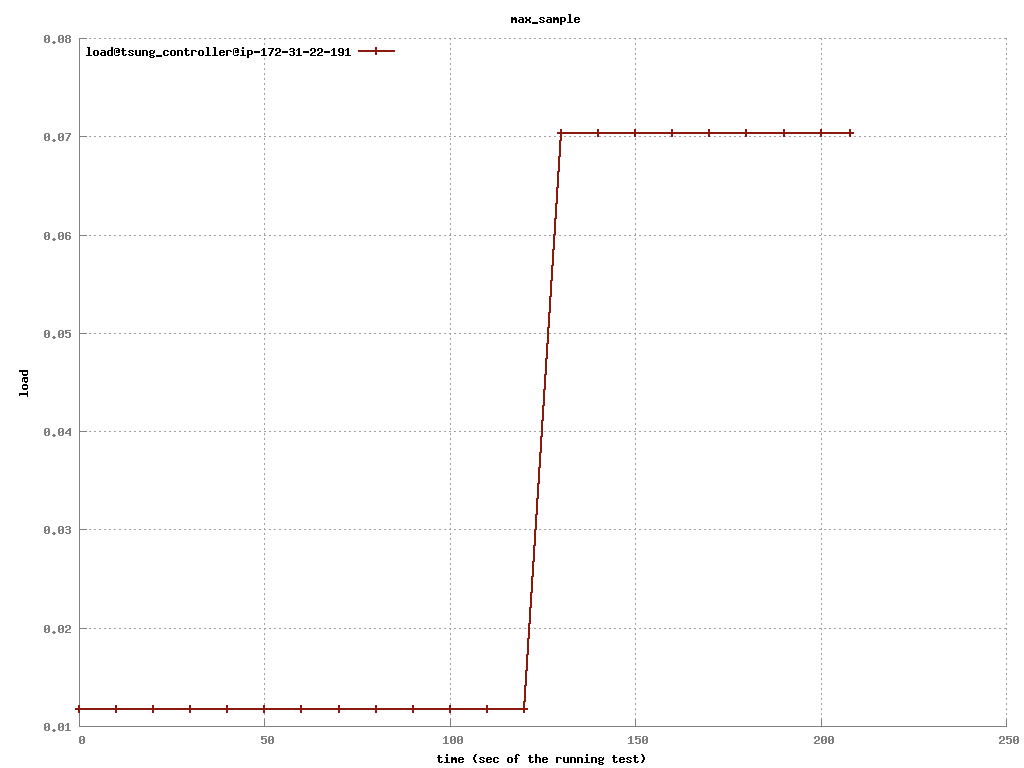 max_sample
load@tsung_controller@ip-172-31-22-191
0.08
0.07
0.06
0.05
0.04
0.03
0.02
0.01
load
0 50 100 150 200 250
time (sec of the running test)